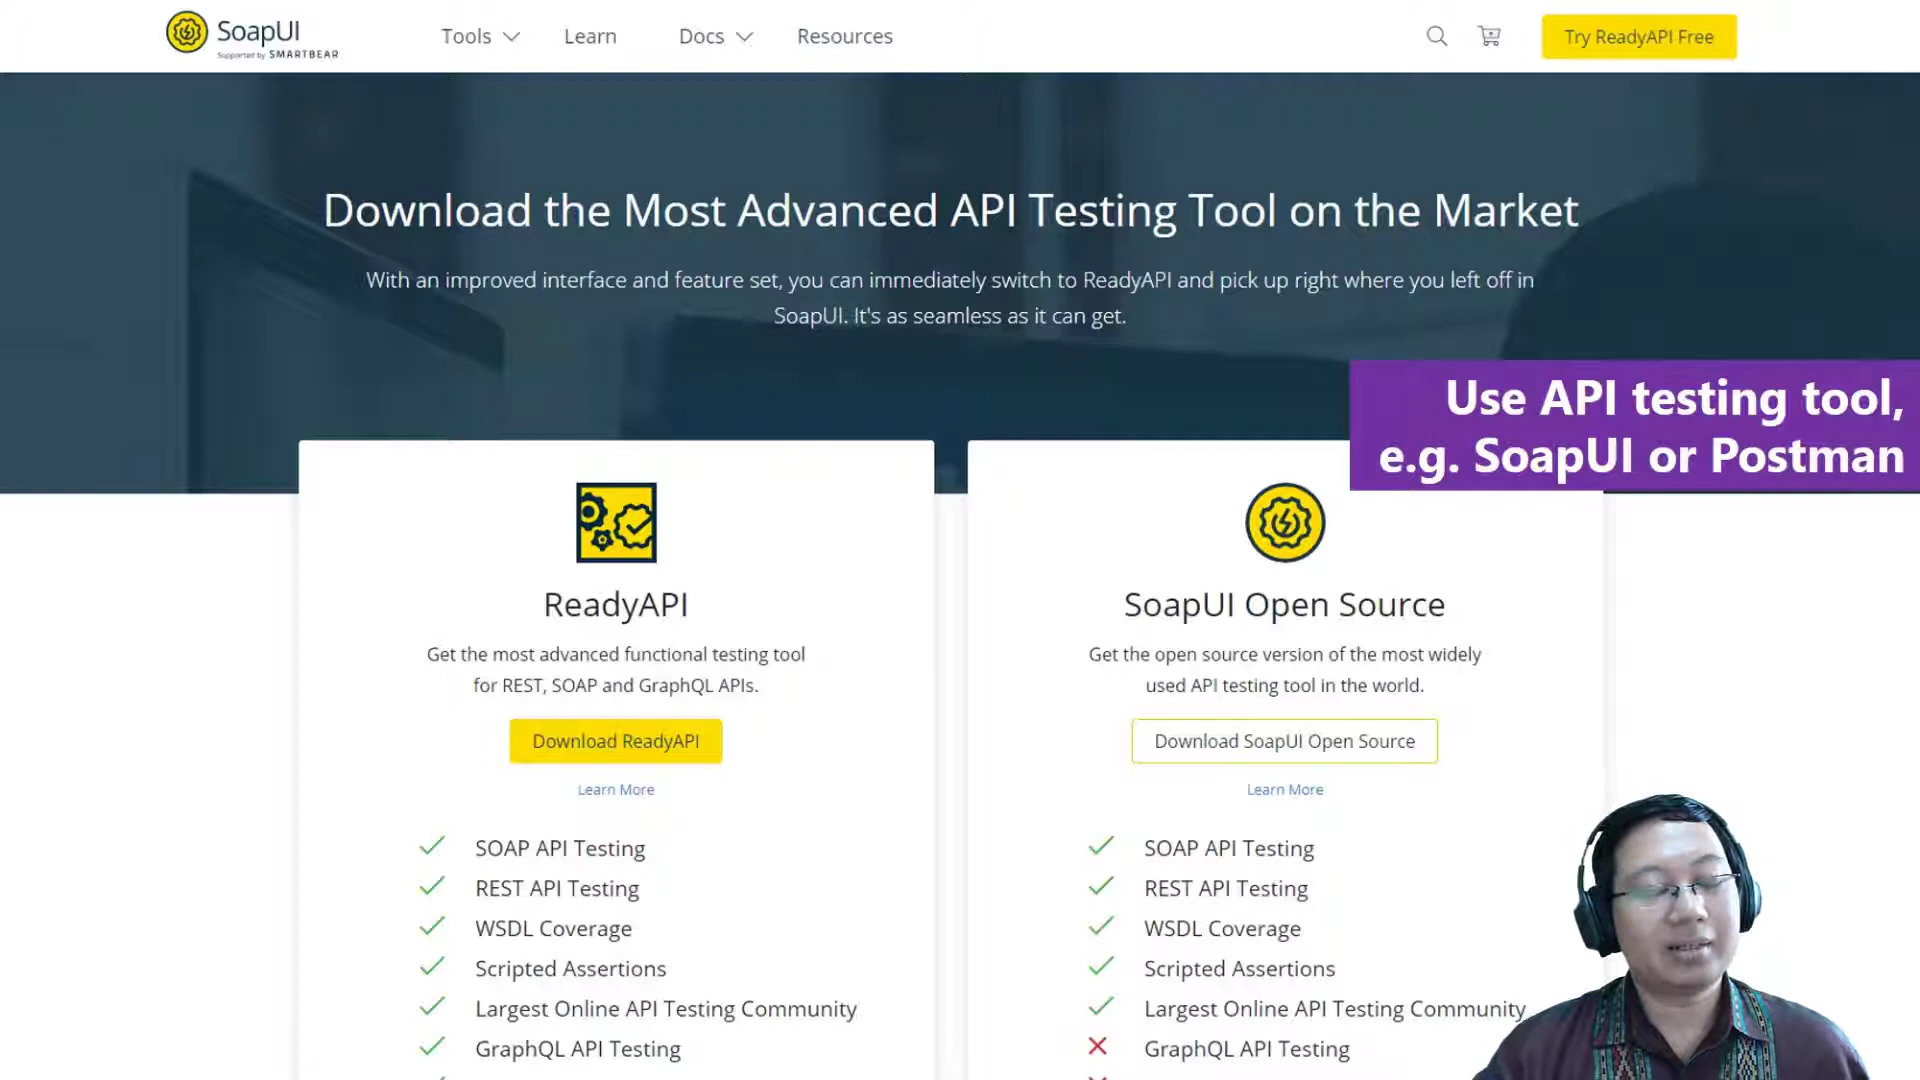 SoapUI
Supported by SMARTBEAR
Tools
Learn
Docs
Resources
Try ReadyAPI Free
Download the Most Advanced API Testing Tool on the Market
With an improved interface and feature set, you can immediately switch to ReadyAPI and pick up right where you left off in
SoapUI. It's as seamless as it can get.
Use API testing tool,
e.g. SoapUI or Postman
ReadyAPI
Get the most advanced functional testing tool
for REST, SOAP and GraphQL APIs.
Download ReadyAPI
Learn More
SOAP API Testing
REST API Testing
WSDL Coverage
Scripted Assertions
Largest Online API Testing Community
GraphQL API Testing
SoapUI Open Source
Get the open source version of the most widely
used API testing tool in the world.
Download SoapUI Open Source
Learn More
SOAP API Testing
REST API Testing
WSDL Coverage
Scripted Assertions
Largest Online API Testing Community
GraphQL API Testing